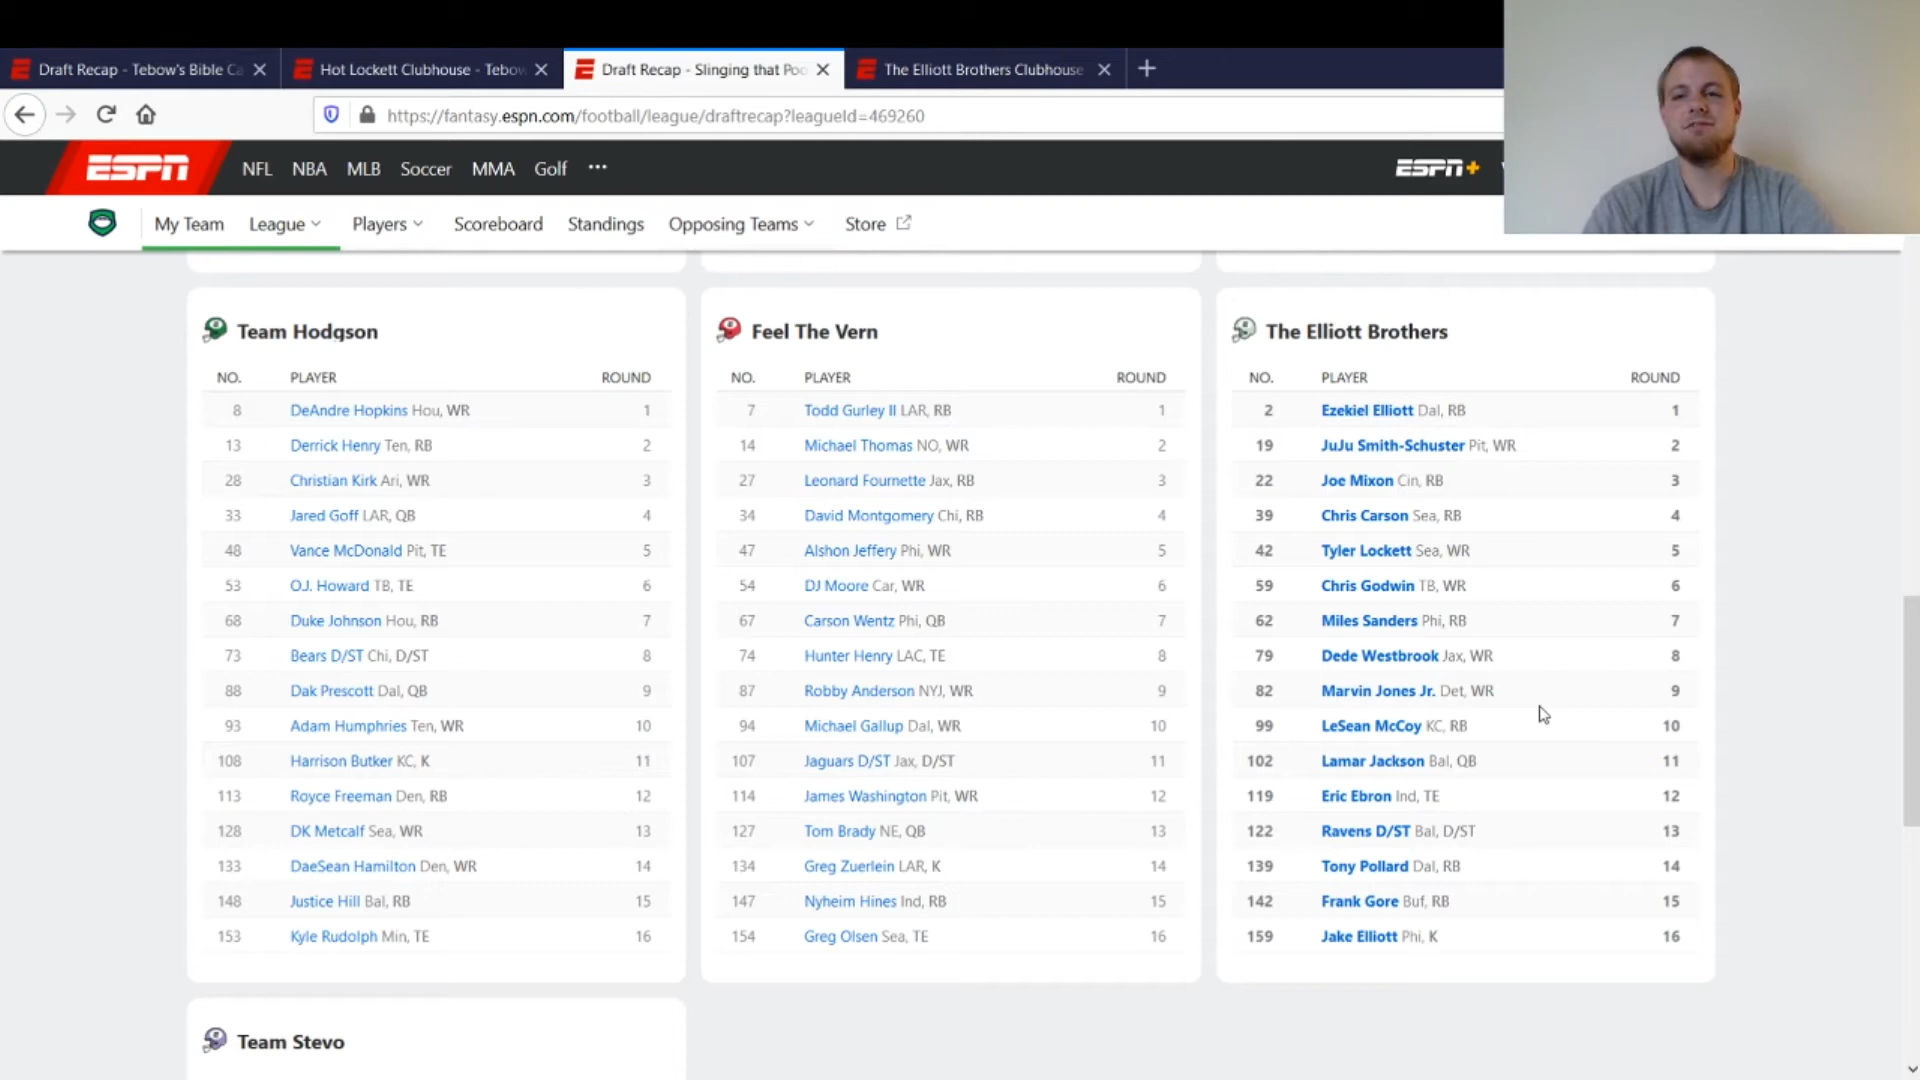 Draft Recap - Tebow's Bible Ca
Hot Lockett Clubhouse - Tebow
Draft Recap - Slinging that Poo
The Elliott Brothers Clubhouse
https://fantasy.espn.com/football/league/draftrecap?leagueId=469260
ESPN NFL NBA MLB Soccer MMA Golf ••• ESPN+
My Team League Players Scoreboard Standings Opposing Teams Store
Team Hodgson
NO. PLAYER ROUND
8 DeAndre Hopkins Hou, WR 1
13 Derrick Henry Ten, RB 2
28 Christian Kirk Ari, WR 3
33 Jared Goff LAR, QB 4
48 Vance McDonald Pit, TE 5
53 O.J. Howard TB, TE 6
68 Duke Johnson Hou, RB 7
73 Bears D/ST Chi, D/ST 8
88 Dak Prescott Dal, QB 9
93 Adam Humphries Ten, WR 10
108 Harrison Butker KC, K 11
113 Royce Freeman Den, RB 12
128 DK Metcalf Sea, WR 13
133 DaeSean Hamilton Den, WR 14
148 Justice Hill Bal, RB 15
153 Kyle Rudolph Min, TE 16
Feel The Vern
NO. PLAYER ROUND
7 Todd Gurley II LAR, RB 1
14 Michael Thomas NO, WR 2
27 Leonard Fournette Jax, RB 3
34 David Montgomery Chi, RB 4
47 Alshon Jeffery Phi, WR 5
54 DJ Moore Car, WR 6
67 Carson Wentz Phi, QB 7
74 Hunter Henry LAC, TE 8
87 Robby Anderson NYJ, WR 9
94 Michael Gallup Dal, WR 10
107 Jaguars D/ST Jax, D/ST 11
114 James Washington Pit, WR 12
127 Tom Brady NE, QB 13
134 Greg Zuerlein LAR, K 14
147 Nyheim Hines Ind, RB 15
154 Greg Olsen Sea, TE 16
The Elliott Brothers
NO. PLAYER ROUND
2 Ezekiel Elliott Dal, RB 1
19 JuJu Smith-Schuster Pit, WR 2
22 Joe Mixon Cin, RB 3
39 Chris Carson Sea, RB 4
42 Tyler Lockett Sea, WR 5
59 Chris Godwin TB, WR 6
62 Miles Sanders Phi, RB 7
79 Dede Westbrook Jax, WR 8
82 Marvin Jones Jr. Det, WR 9
99 LeSean McCoy KC, RB 10
102 Lamar Jackson Bal, QB 11
119 Eric Ebron Ind, TE 12
122 Ravens D/ST Bal, D/ST 13
139 Tony Pollard Dal, RB 14
142 Frank Gore Buf, RB 15
159 Jake Elliott Phi, K 16
Team Stevo